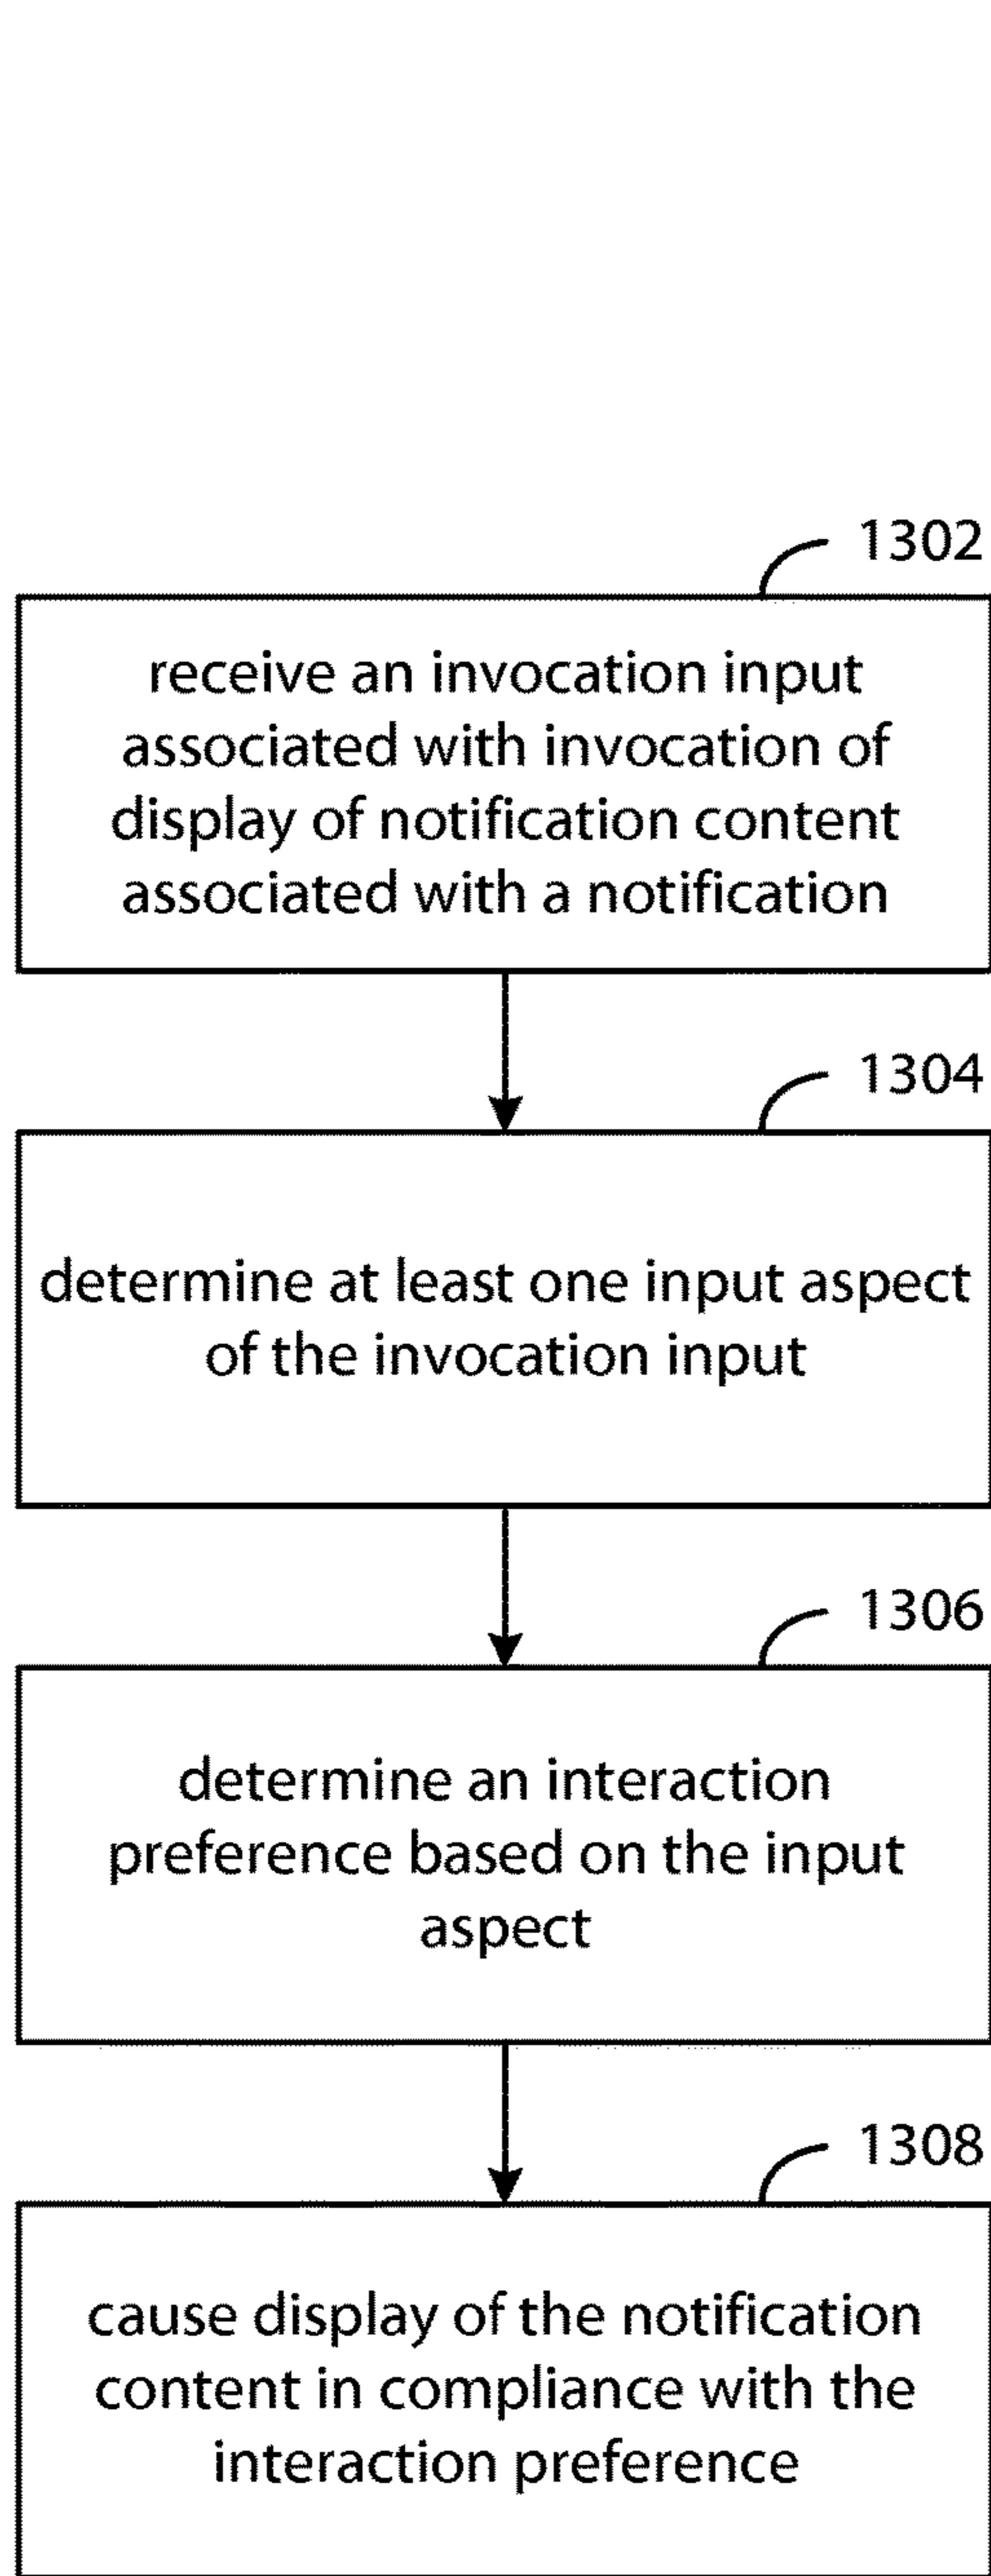 1302
receive an invocation input
associated with invocation of
display of notification content
associated with a notification
1304
determine at least one input aspect
of the invocation input
1306
determine an interaction
preference based on the input
aspect
1308
cause display of the notification
content in compliance with the
interaction preference